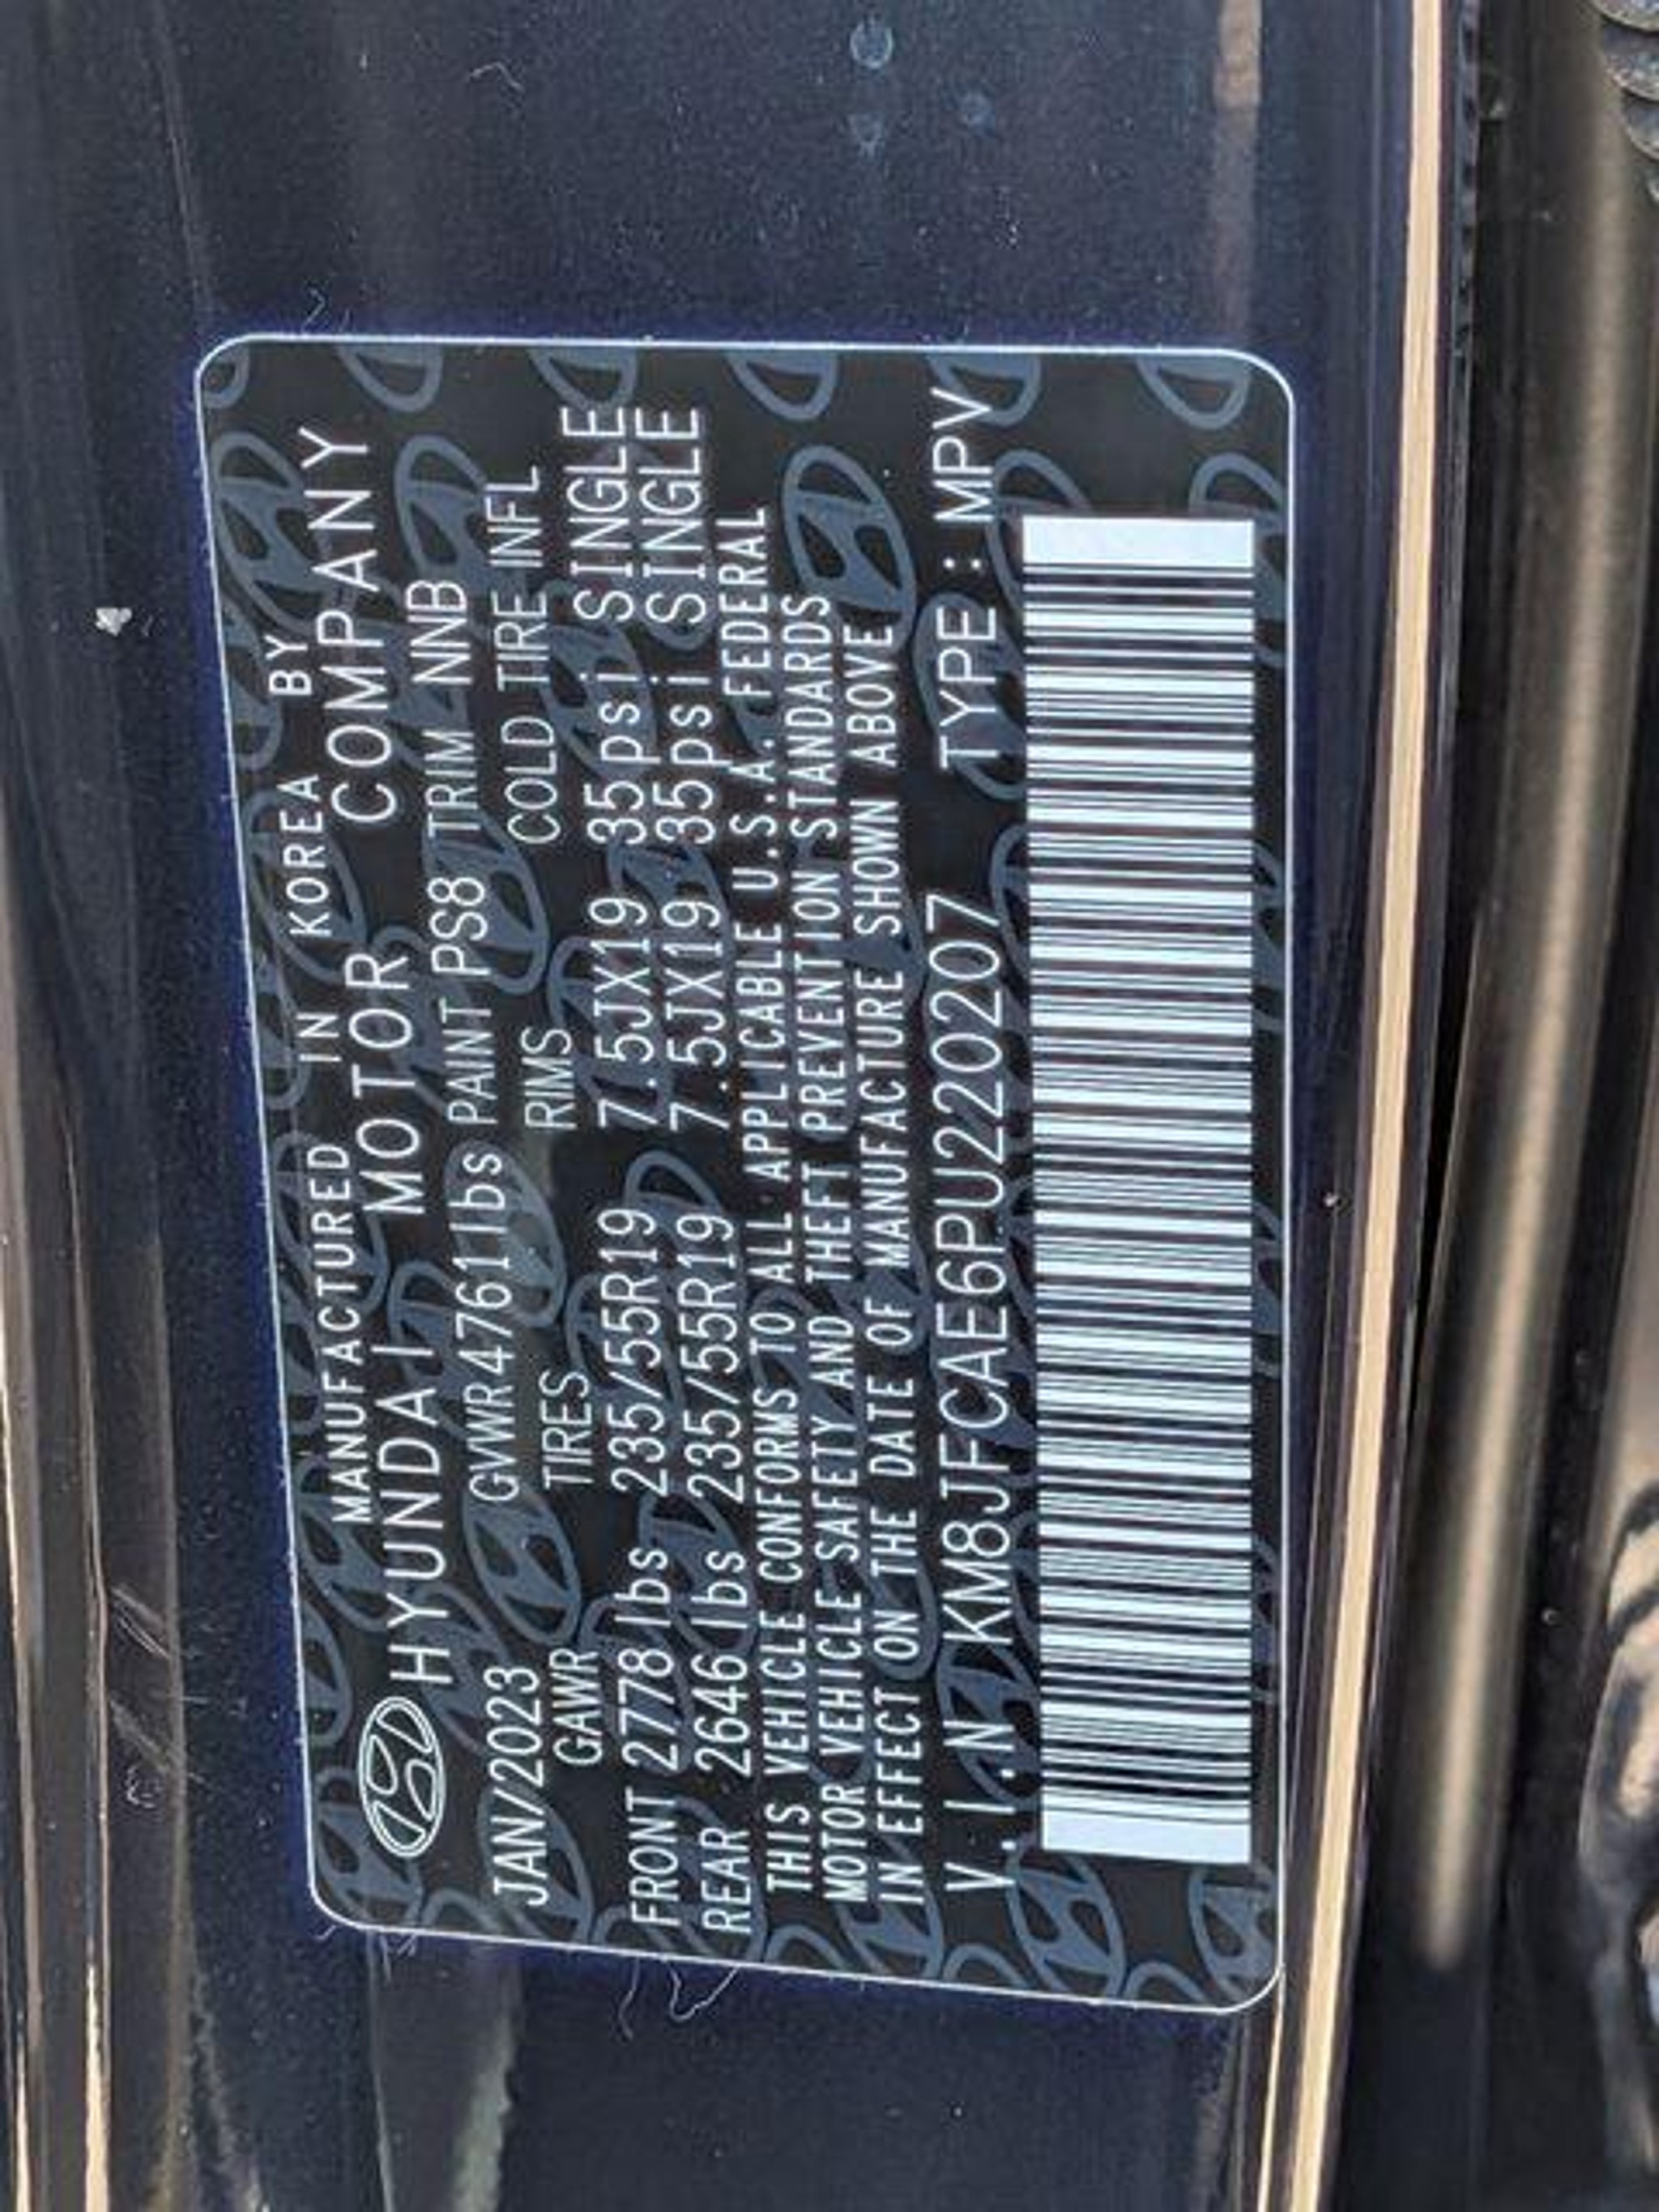 MANUFACTURED IN KOREA BY
HYUNDAI MOTOR COMPANY
JAN/2023 GVWR4761lbs PAINT PS8 TRIM NNB
GAWR TIRES RIMS COLD TIRE INFL
FRONT 2778lbs 235/55R19 7.5JX19 35psi SINGLE
REAR 2646lbs 235/55R19 7.5JX19 35psi SINGLE
THIS VEHICLE CONFORMS TO ALL APPLICABLE U.S.A. FEDERAL
MOTOR VEHICLE SAFETY AND THEFT PREVENTION STANDARDS
IN EFFECT ON THE DATE OF MANUFACTURE SHOWN ABOVE
V.I.N KM8JFCAE6PU220207 TYPE : MPV